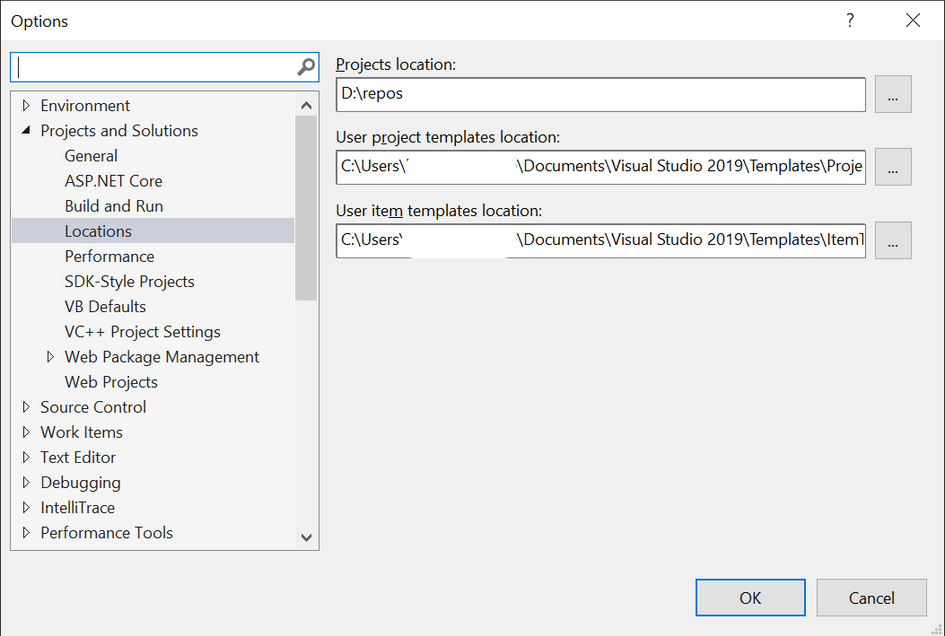 Options
?
Environment
Projects and Solutions
General
ASP.NET Core
Build and Run
Locations
Performance
SDK-Style Projects
VB Defaults
VC++ Project Settings
Web Package Management
Web Projects
Source Control
Work Items
Text Editor
Debugging
IntelliTrace
Performance Tools
Projects location:
D:\repos
...
User project templates location:
C:\Users\ \Documents\Visual Studio 2019\Templates\Proje
...
User item templates location:
C:\Users\ \Documents\Visual Studio 2019\Templates\ItemT
...
OK
Cancel